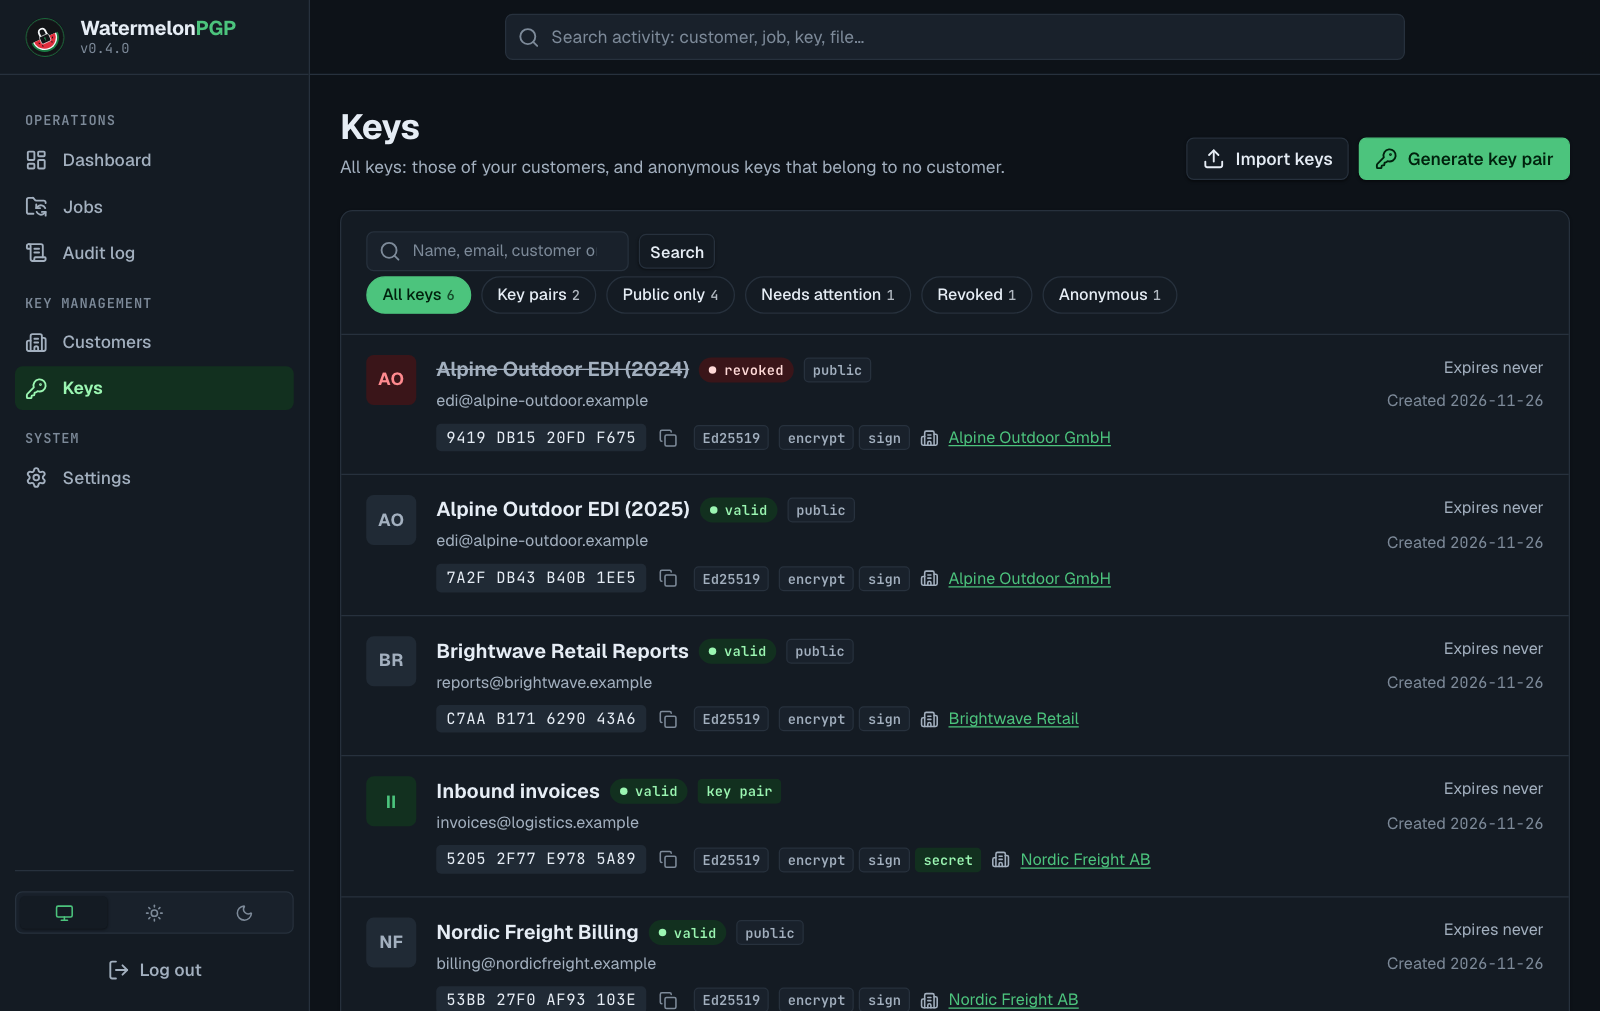 WatermelonPGP
v0.4.0
Search activity: customer, job, key, file...
OPERATIONS
Dashboard
Jobs
Audit log
KEY MANAGEMENT
Customers
Keys
SYSTEM
Settings
Log out
Keys
All keys: those of your customers, and anonymous keys that belong to no customer.
Import keys
Generate key pair
Name, email, customer o
Search
All keys 6
Key pairs 2
Public only 4
Needs attention 1
Revoked 1
Anonymous 1
AO
Alpine Outdoor EDI (2024) revoked public
Expires never
edi@alpine-outdoor.example
Created 2026-11-26
9419 DB15 20FD F675 Ed25519 encrypt sign Alpine Outdoor GmbH
AO
Alpine Outdoor EDI (2025) valid public
Expires never
edi@alpine-outdoor.example
Created 2026-11-26
7A2F DB43 B40B 1EE5 Ed25519 encrypt sign Alpine Outdoor GmbH
BR
Brightwave Retail Reports valid public
Expires never
reports@brightwave.example
Created 2026-11-26
C7AA B171 6290 43A6 Ed25519 encrypt sign Brightwave Retail
II
Inbound invoices valid key pair
Expires never
invoices@logistics.example
Created 2026-11-26
5205 2F77 E978 5A89 Ed25519 encrypt sign secret Nordic Freight AB
NF
Nordic Freight Billing valid public
Expires never
billing@nordicfreight.example
Created 2026-11-26
53BB 27F0 AF93 103E Ed25519 encrypt sign Nordic Freight AB